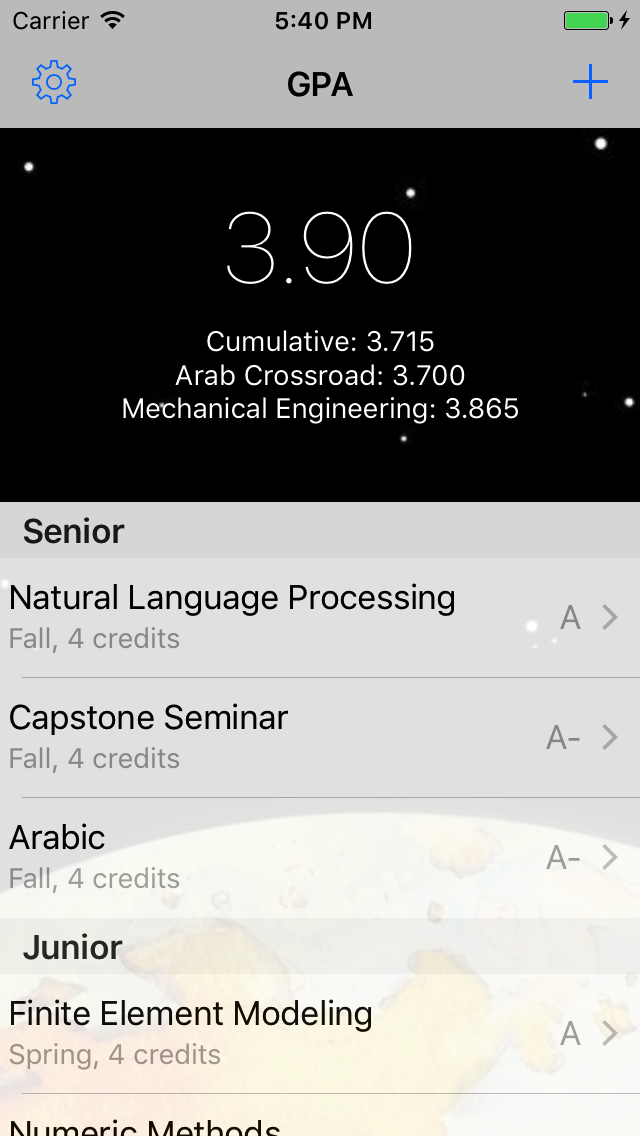 Carrier 5:40 PM
GPA
3.90
Cumulative: 3.715
Arab Crossroad: 3.700
Mechanical Engineering: 3.865
Senior
Natural Language Processing
Fall, 4 credits
A
Capstone Seminar
Fall, 4 credits
A-
Arabic
Fall, 4 credits
A-
Junior
Finite Element Modeling
Spring, 4 credits
A
Numeric Methods